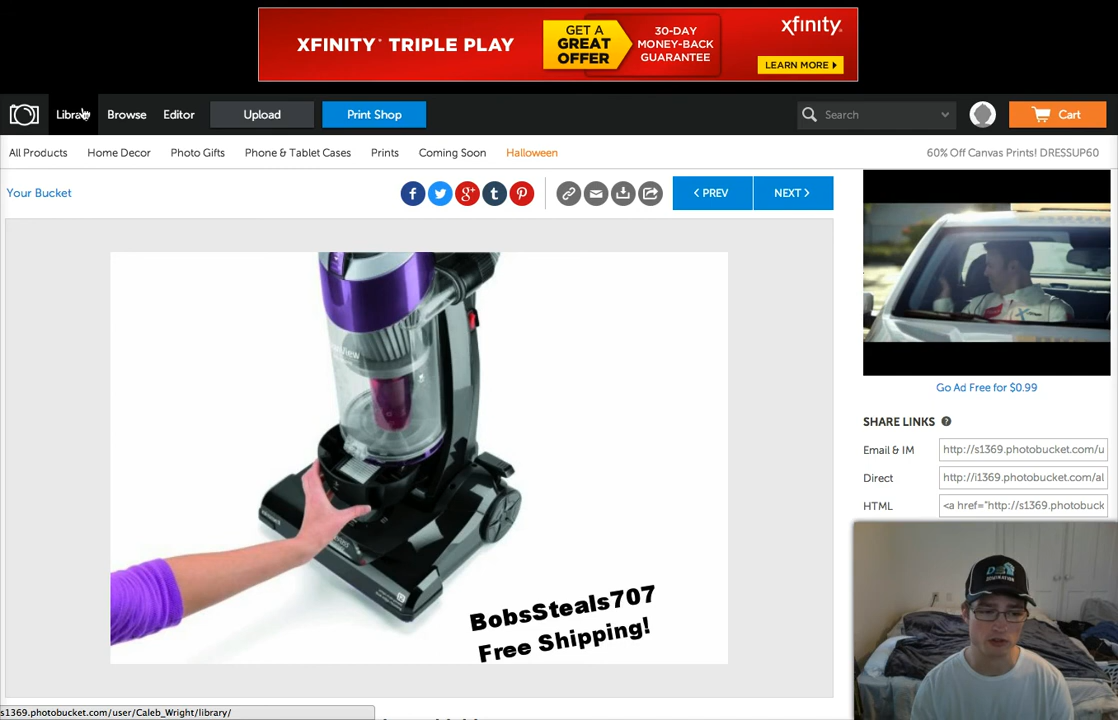 XFINITY® TRIPLE PLAY
GET A
GREAT
OFFER
30-DAY
MONEY-BACK
GUARANTEE
xfinity
LEARN MORE
Library
Browse
Editor
Upload
Print Shop
Search
Cart
All Products
Home Decor
Photo Gifts
Phone & Tablet Cases
Prints
Coming Soon
Halloween
60% Off Canvas Prints! DRESSUP60
Your Bucket
< PREV
NEXT >
BobsSteals707
Free Shipping!
Go Ad Free for $0.99
SHARE LINKS
Email & IM
http://s1369.photobucket.com/u
Direct
http://i1369.photobucket.com/al
HTML
<a href="http://s1369.photobuck
s1369.photobucket.com/user/Caleb_Wright/library/